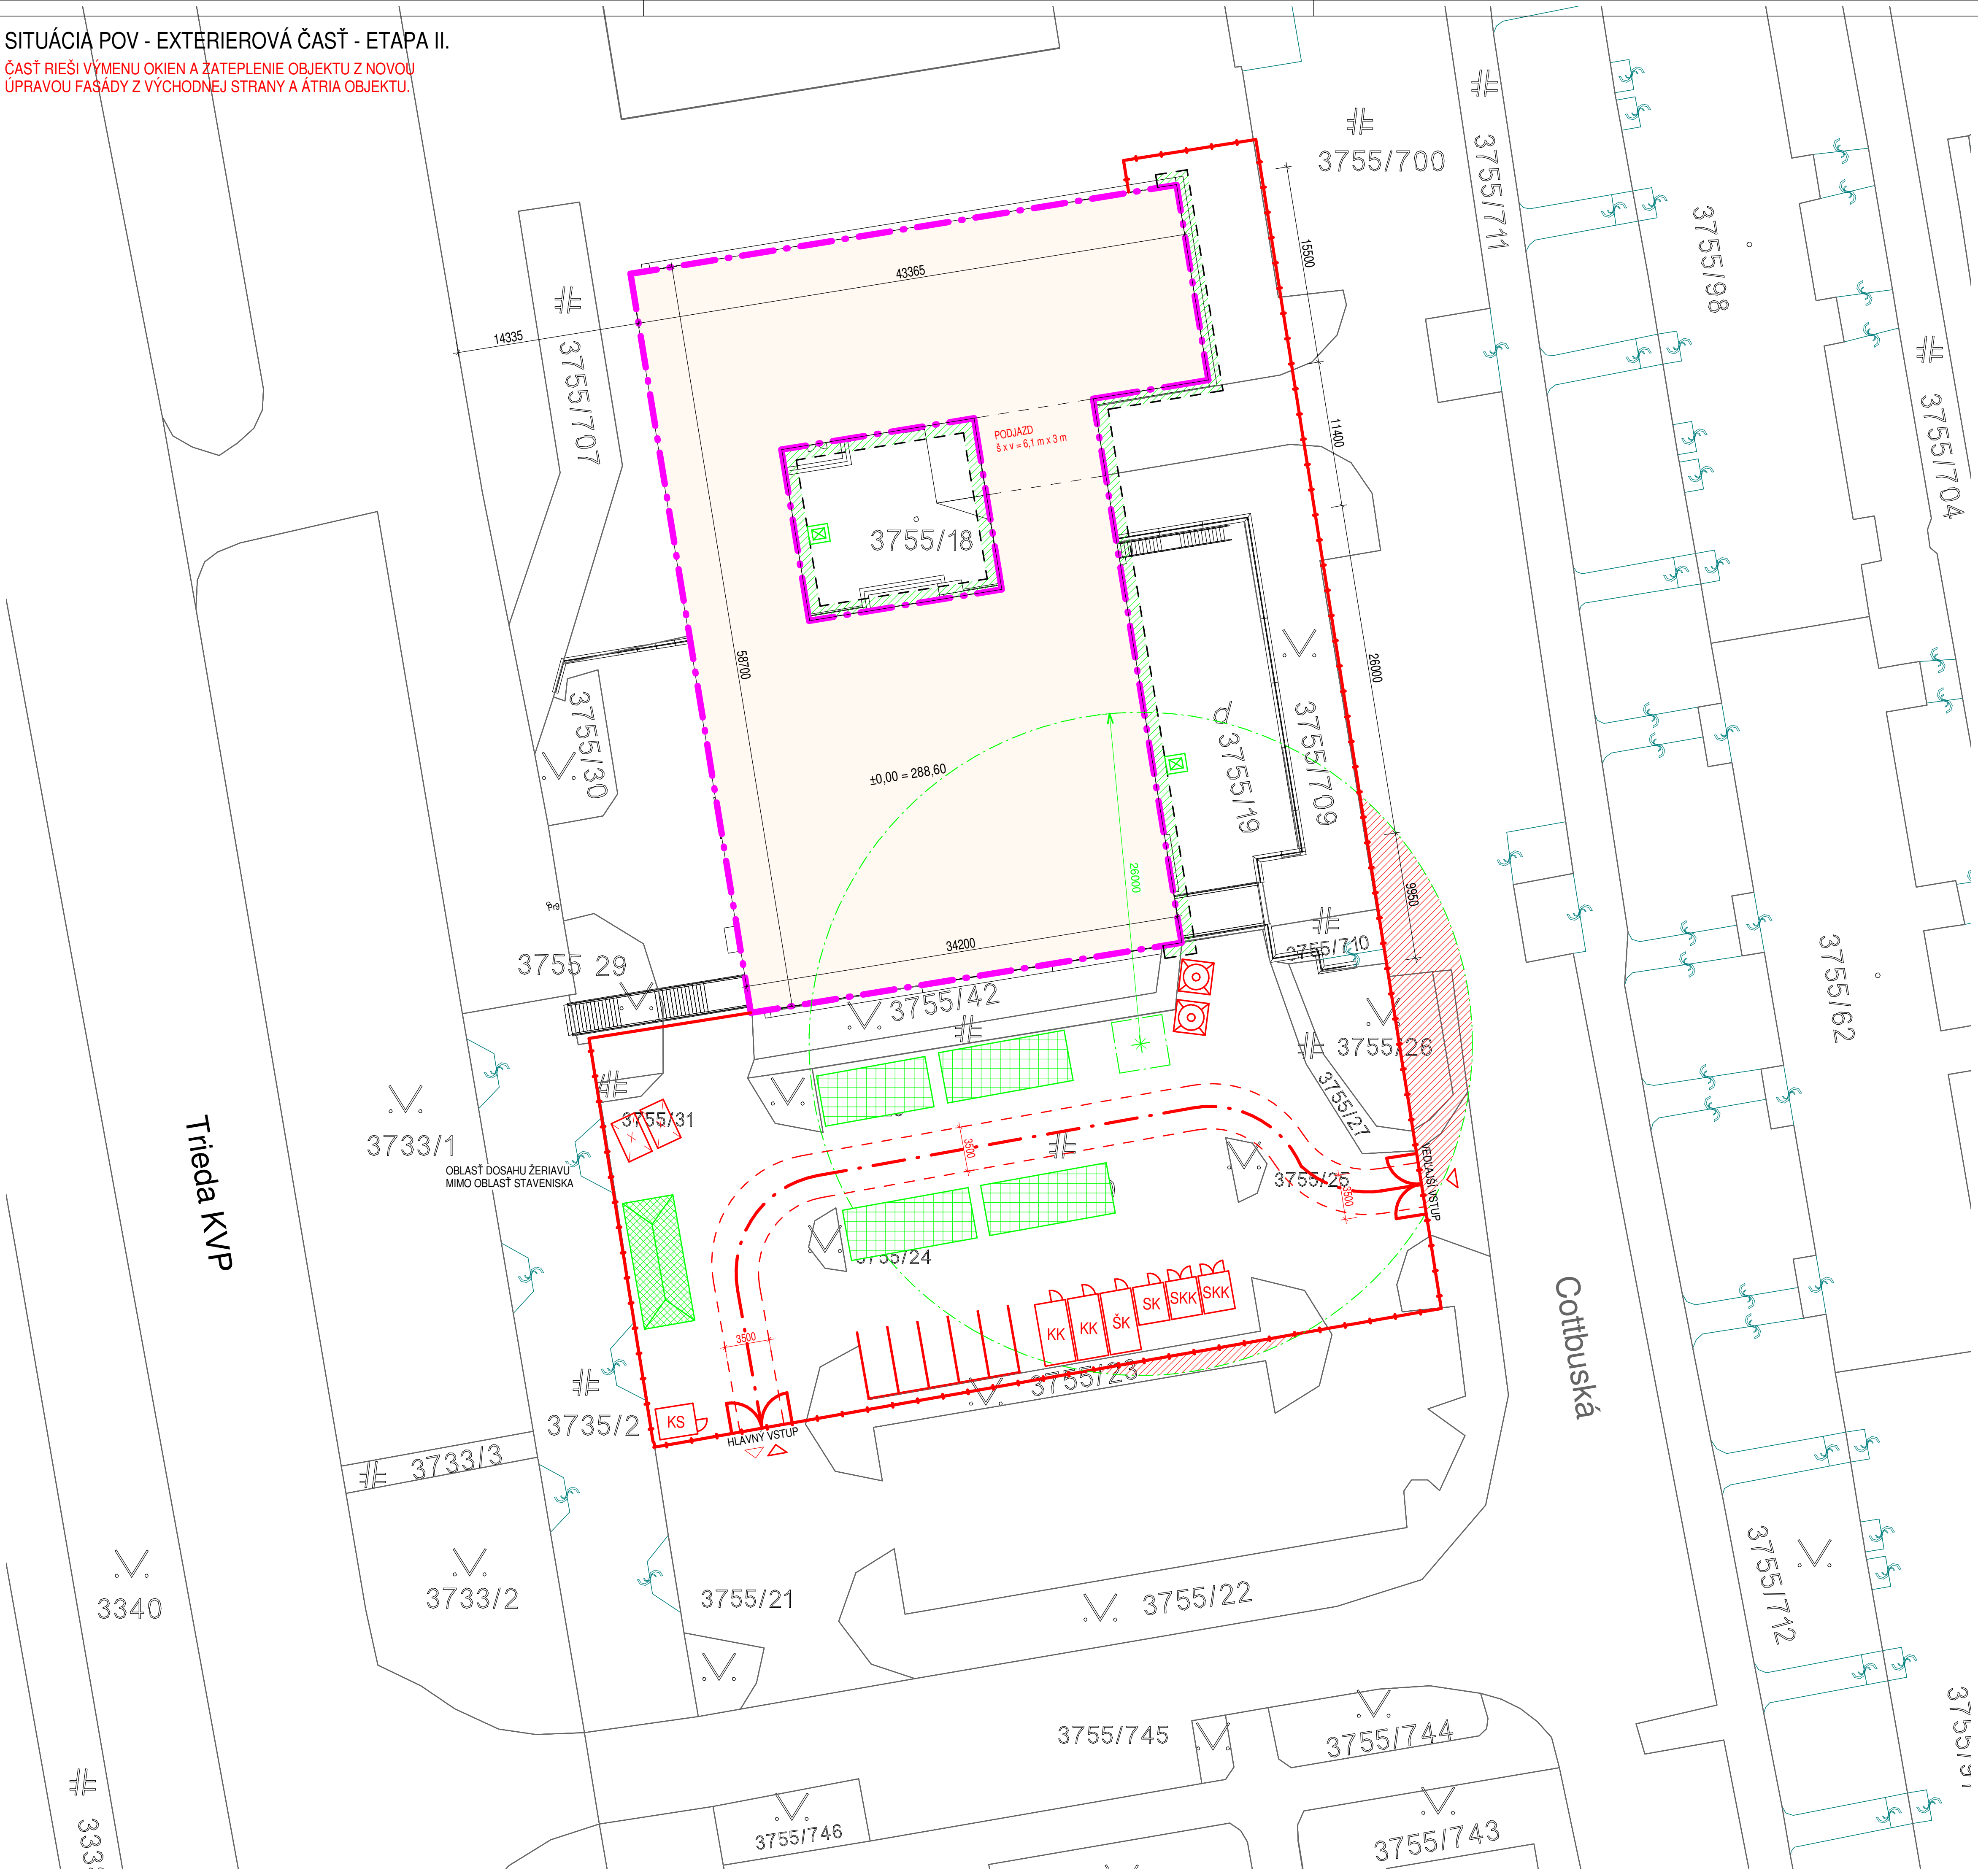 SITUÁCIA POV - EXTERIEROVÁ ČASŤ - ETAPA II.
ČASŤ RIEŠI VÝMENU OKIEN A ZATEPLENIE OBJEKTU Z NOVOU
ÚPRAVOU FASÁDY Z VÝCHODNEJ STRANY A ÁTRIA OBJEKTU.
3755/700
3755/711
3755/98
15500
43365
14335
3755/707
3755/704
PODJAZD
š x v = 6,1 m x 3 m
11400
3755/18
58700
26000
3755/30
3755/709
3755/19
±0,00 = 288,60
26000
9950
Pr9
34200
3755/710
3755 29
3755/62
3755/42
3755/26
3755/27
3755/31
3733/1
OBLASŤ DOSAHU ŽERIAVU
MIMO OBLASŤ STAVENISKA
3500
Trieda KVP
VEDĽAJŠÍ VSTUP
3755/25
3500
3755/24
Cottbuská
SK
SKK
SKK
KK
KK
ŠK
3500
3755/23
KS
HLAVNÝ VSTUP
3735/2
3733/3
3755/712
3340
3733/2
3755/21
3755/22
3755/745
3755/744
3755/746
3755/743